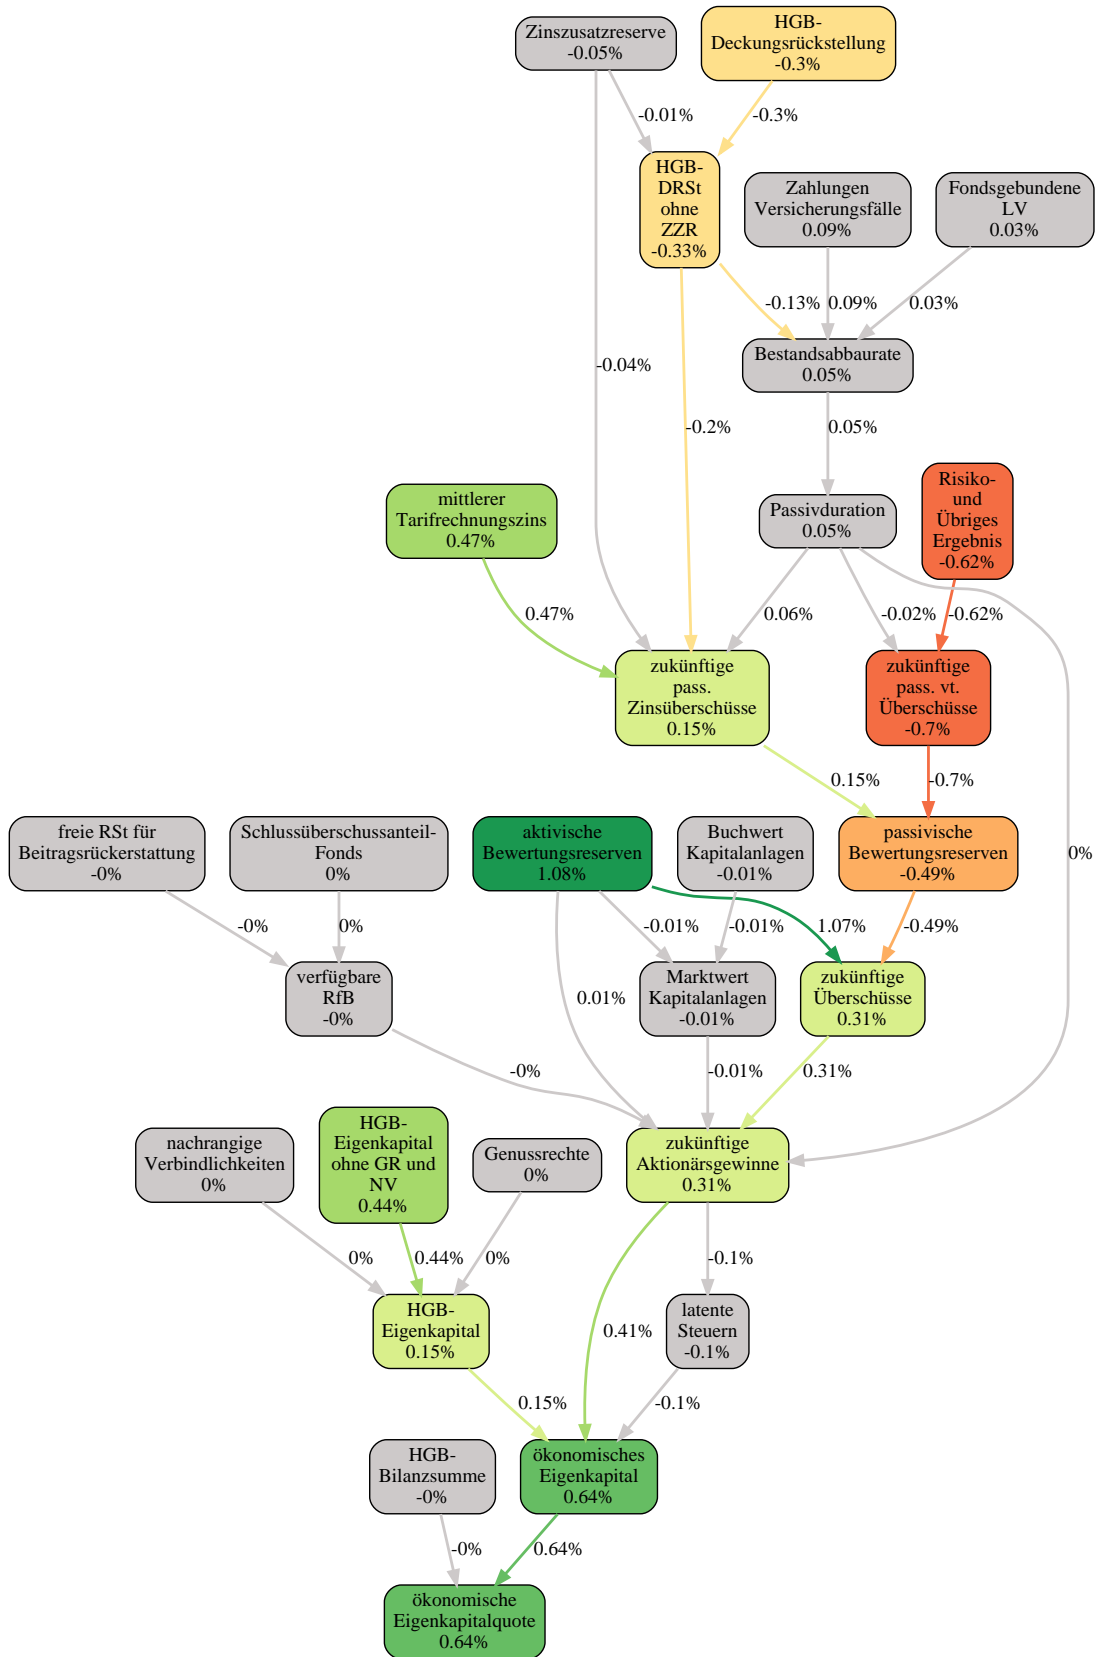 Zinszusatzreserve
-0.05%
HGB-
Deckungsrückstellung
-0.3%
-0.01%
-0.3%
HGB-
DRSt
ohne
ZZR
-0.33%
Zahlungen
Versicherungsfälle
0.09%
Fondsgebundene
LV
0.03%
-0.13%
0.09%
0.03%
Bestandsabbaurate
0.05%
-0.04%
-0.2%
0.05%
mittlerer
Tarifrechnungszins
0.47%
Passivduration
0.05%
Risiko-
und
Übriges
Ergebnis
-0.62%
0.47%
0.06%
-0.02%
-0.62%
zukünftige
pass.
Zinsüberschüsse
0.15%
zukünftige
pass. vt.
Überschüsse
-0.7%
0.15%
-0.7%
freie RSt für
Beitragsrückerstattung
-0%
Schlussüberschussanteil-
Fonds
0%
aktivische
Bewertungsreserven
1.08%
Buchwert
Kapitalanlagen
-0.01%
passivische
Bewertungsreserven
-0.49%
0%
-0%
0%
-0.01%
-0.01%
1.07%
-0.49%
verfügbare
RfB
-0%
0.01%
Marktwert
Kapitalanlagen
-0.01%
zukünftige
Überschüsse
0.31%
-0%
-0.01%
0.31%
nachrangige
Verbindlichkeiten
0%
HGB-
Eigenkapital
ohne GR und
NV
0.44%
Genussrechte
0%
zukünftige
Aktionärsgewinne
0.31%
0%
0.44%
0%
-0.1%
HGB-
Eigenkapital
0.15%
0.41%
latente
Steuern
-0.1%
0.15%
-0.1%
HGB-
Bilanzsumme
-0%
ökonomisches
Eigenkapital
0.64%
-0%
0.64%
ökonomische
Eigenkapitalquote
0.64%